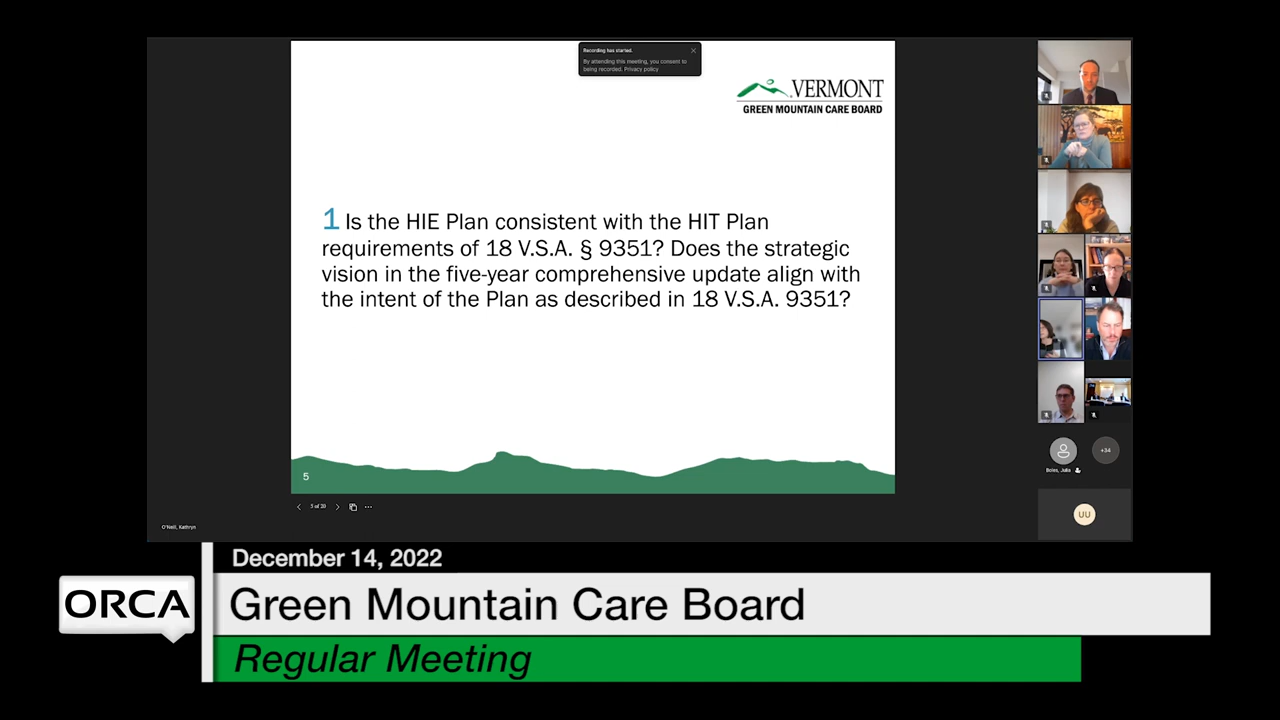 Recording has started.
By attending this meeting, you consent to
being recorded. Privacy policy
VERMONT
GREEN MOUNTAIN CARE BOARD
1 Is the HIE Plan consistent with the HIT Plan
requirements of 18 V.S.A. § 9351? Does the strategic
vision in the five-year comprehensive update align with
the intent of the Plan as described in 18 V.S.A. 9351?
5
5 of 20
+34
Boles, Julia
UU
O'Neill, Kathryn
December 14, 2022
ORCA
Green Mountain Care Board
Regular Meeting